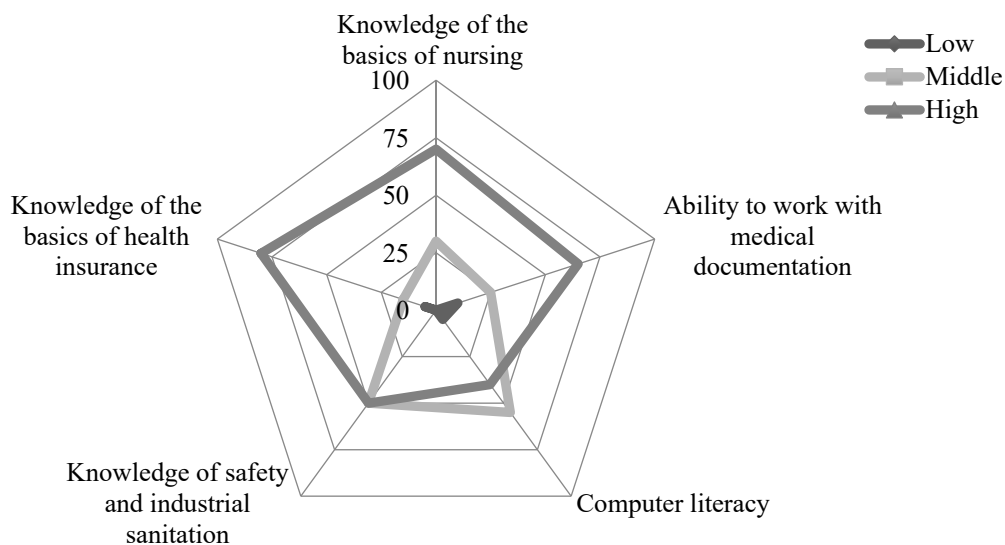 Knowledge of the
basics of nursing
Low
Middle
High
100
75
50
25
0
Knowledge of the
basics of health
insurance
Ability to work with
medical
documentation
Knowledge of safety
and industrial
sanitation
Computer literacy